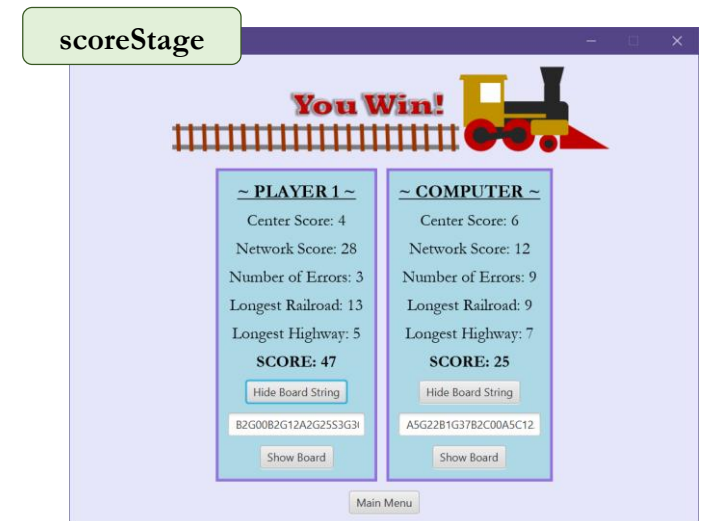 scoreStage
You Win!
~ PLAYER 1 ~
Center Score: 4
Network Score: 28
Number of Errors: 3
Longest Railroad: 13
Longest Highway: 5
SCORE: 47
Hide Board String
B2G00B2G12A2G25S3G3(
Show Board
~ COMPUTER ~
Center Score: 6
Network Score: 12
Number of Errors: 9
Longest Railroad: 9
Longest Highway: 7
SCORE: 25
Hide Board String
A5G22B1G37B2C00A5C12
Show Board
Main Menu